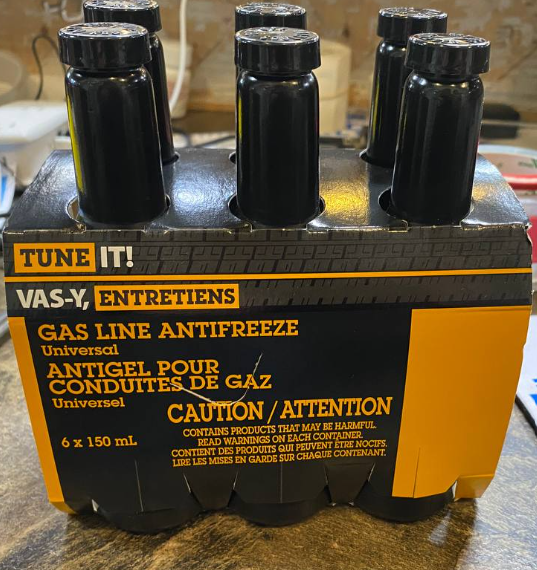 TUNE IT!
VAS-Y, ENTRETIENS
GAS LINE ANTIFREEZE
Universal
ANTIGEL POUR
CONDUITES DE GAZ
Universel
CAUTION / ATTENTION
CONTAINS PRODUCTS THAT MAY BE HARMFUL.
READ WARNINGS ON EACH CONTAINER.
CONTIENT DES PRODUITS QUI PEUVENT ÊTRE NOCIFS.
LIRE LES MISES EN GARDE SUR CHAQUE CONTENANT.
6 x 150 mL